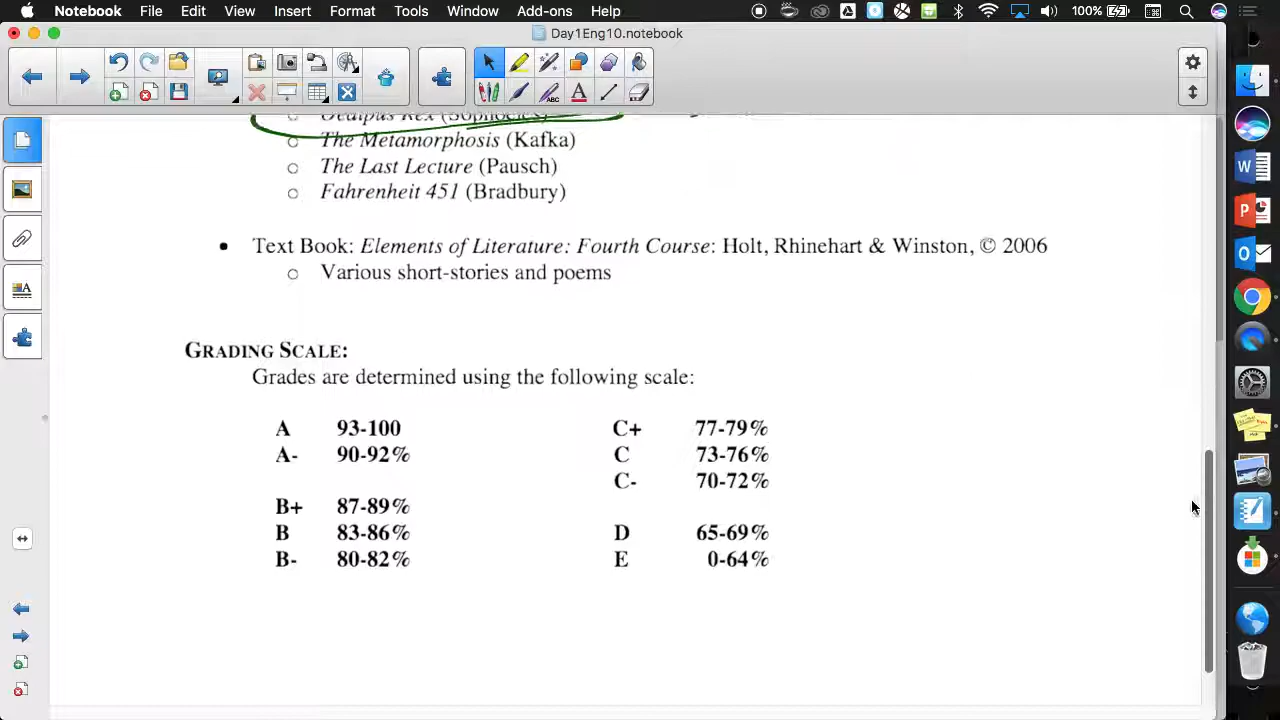 Notebook File Edit View Insert Format Tools Window Add-ons Help 100%
Day1Eng10.notebook
○ Oedipus Rex (Sophocles)
○ The Metamorphosis (Kafka)
○ The Last Lecture (Pausch)
○ Fahrenheit 451 (Bradbury)
• Text Book: Elements of Literature: Fourth Course: Holt, Rhinehart & Winston, © 2006
○ Various short-stories and poems
GRADING SCALE:
Grades are determined using the following scale:
A 93-100 C+ 77-79%
A- 90-92% C 73-76%
C- 70-72%
B+ 87-89%
B 83-86% D 65-69%
B- 80-82% E 0-64%